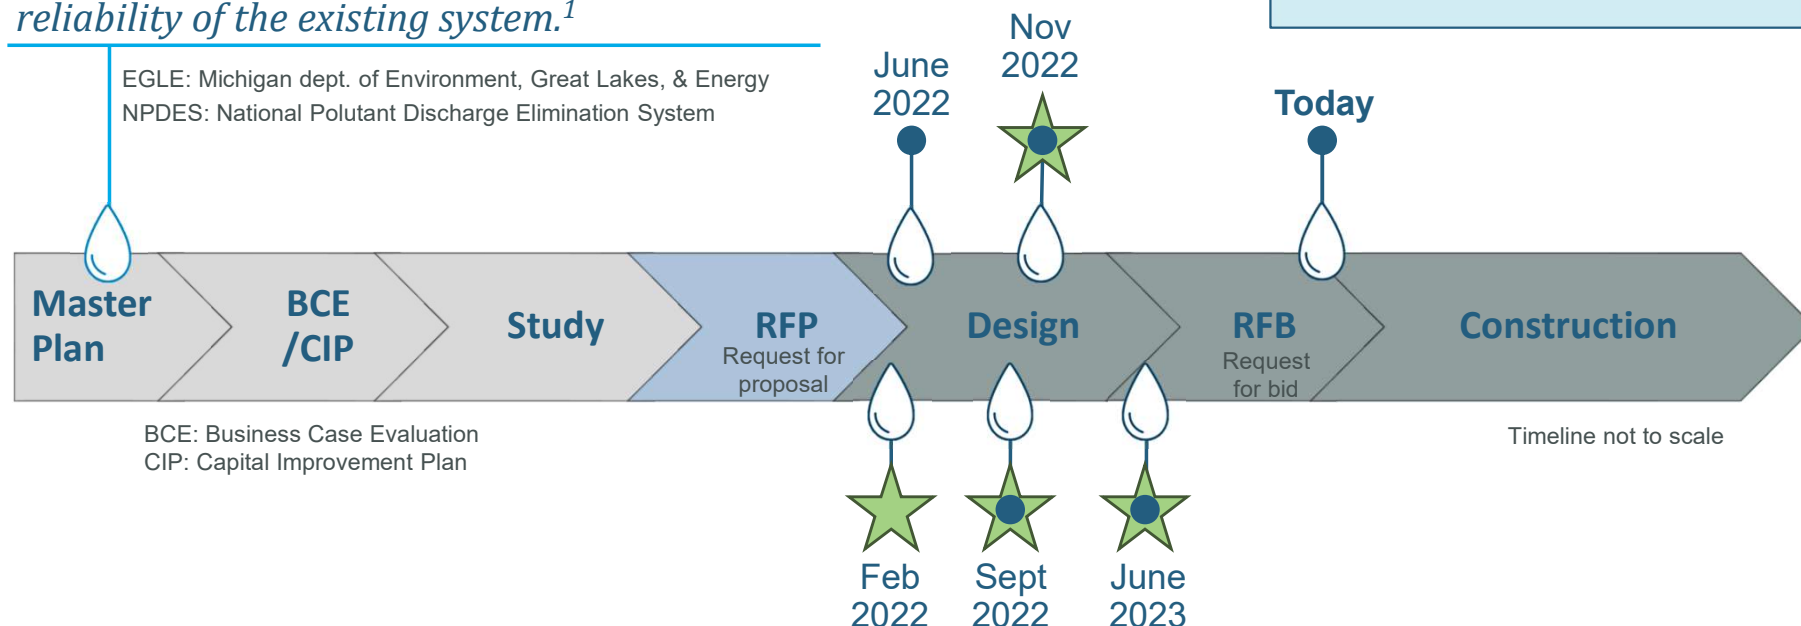 reliability of the existing system.1
EGLE: Michigan dept. of Environment, Great Lakes, & Energy
NPDES: National Polutant Discharge Elimination System
June
2022
Nov
2022
Today
Master
Plan
BCE
/CIP
Study
RFP
Request for
proposal
Design
RFB
Request
for bid
Construction
BCE: Business Case Evaluation
CIP: Capital Improvement Plan
Timeline not to scale
Feb
2022
Sept
2022
June
2023